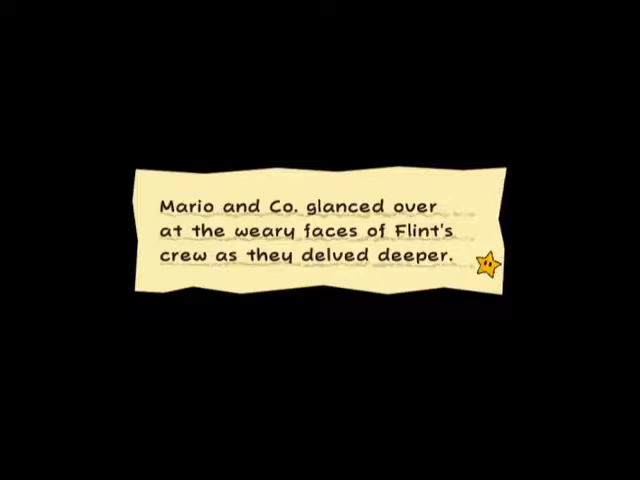 Mario and Co. glanced over
at the weary faces of Flint's
crew as they delved deeper.